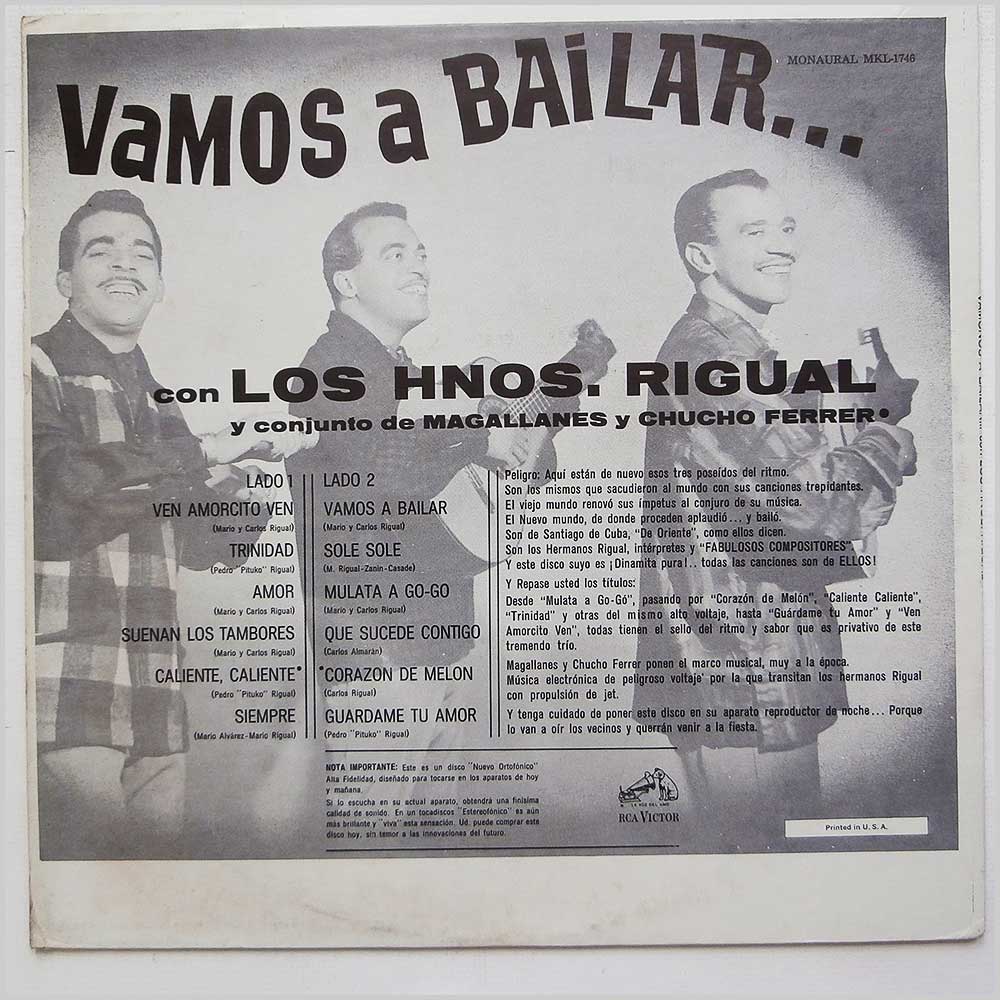 VaMOS a BAiLAR...
MONAURAL MKL-1746
con LOS HNOS. RIGUAL
y conjunto de MAGALLANES y CHUCHO FERRER•
LADO 1
VEN AMORCITO VEN
(Mario y Carlos Rigual)
TRINIDAD
(Pedro "Pituko" Rigual)
AMOR
(Mario y Carlos Rigual)
SUENAN LOS TAMBORES
(Mario y Carlos Rigual)
CALIENTE, CALIENTE•
(Pedro "Pituko" Rigual)
SIEMPRE
(Mario Alvárez-Mario Rigual)
LADO 2
VAMOS A BAILAR
(Mario y Carlos Rigual)
SOLE SOLE
(M. Rigual-Zanin-Casade)
MULATA A GO-GO
(Mario y Carlos Rigual)
QUE SUCEDE CONTIGO
(Carlos Almarán)
•CORAZON DE MELON
(Carlos Rigual)
GUARDAME TU AMOR
(Pedro "Pituko" Rigual)
Peligro: Aquí están de nuevo esos tres poseídos del ritmo.
Son los mismos que sacudieron al mundo con sus canciones trepidantes.
El viejo mundo renovó sus ímpetus al conjuro de su música.
El Nuevo mundo, de donde proceden aplaudió... y bailó.
Son de Santiago de Cuba, "De Oriente", como ellos dicen.
Son los Hermanos Rigual, intérpretes y "FABULOSOS COMPOSITORES".
Y este disco suyo es ¡Dinamita pura!.. todas las canciones son de ELLOS!
Y Repase usted los títulos:
Desde "Mulata a Go-Gó", pasando por "Corazón de Melón", "Caliente Caliente",
"Trinidad" y otras del mismo alto voltaje, hasta "Guárdame tu Amor" y "Ven
Amorcito Ven", todas tienen el sello del ritmo y sabor que es privativo de este
tremendo trío.
Magallanes y Chucho Ferrer ponen el marco musical, muy a la época.
Música electrónica de peligroso voltaje' por la que transitan los hermanos Rigual
con propulsión de jet.
Y tenga cuidado de poner este disco en su aparato reproductor de noche... Porque
lo van a oír los vecinos y querrán venir a la fiesta.
NOTA IMPORTANTE: Este es un disco "Nuevo Ortofónico"
Alta Fidelidad, diseñado para tocarse en los aparatos de hoy
y mañana.
Si lo escucha en su actual aparato, obtendrá una finísima
calidad de sonido. En un tocadiscos "Estereofónico" es aún
más brillante y "viva" esta sensación. Ud. puede comprar este
disco hoy, sin temor a las innovaciones del futuro.
LA VOZ DEL AMO
RCA VICTOR
Printed in U. S. A.